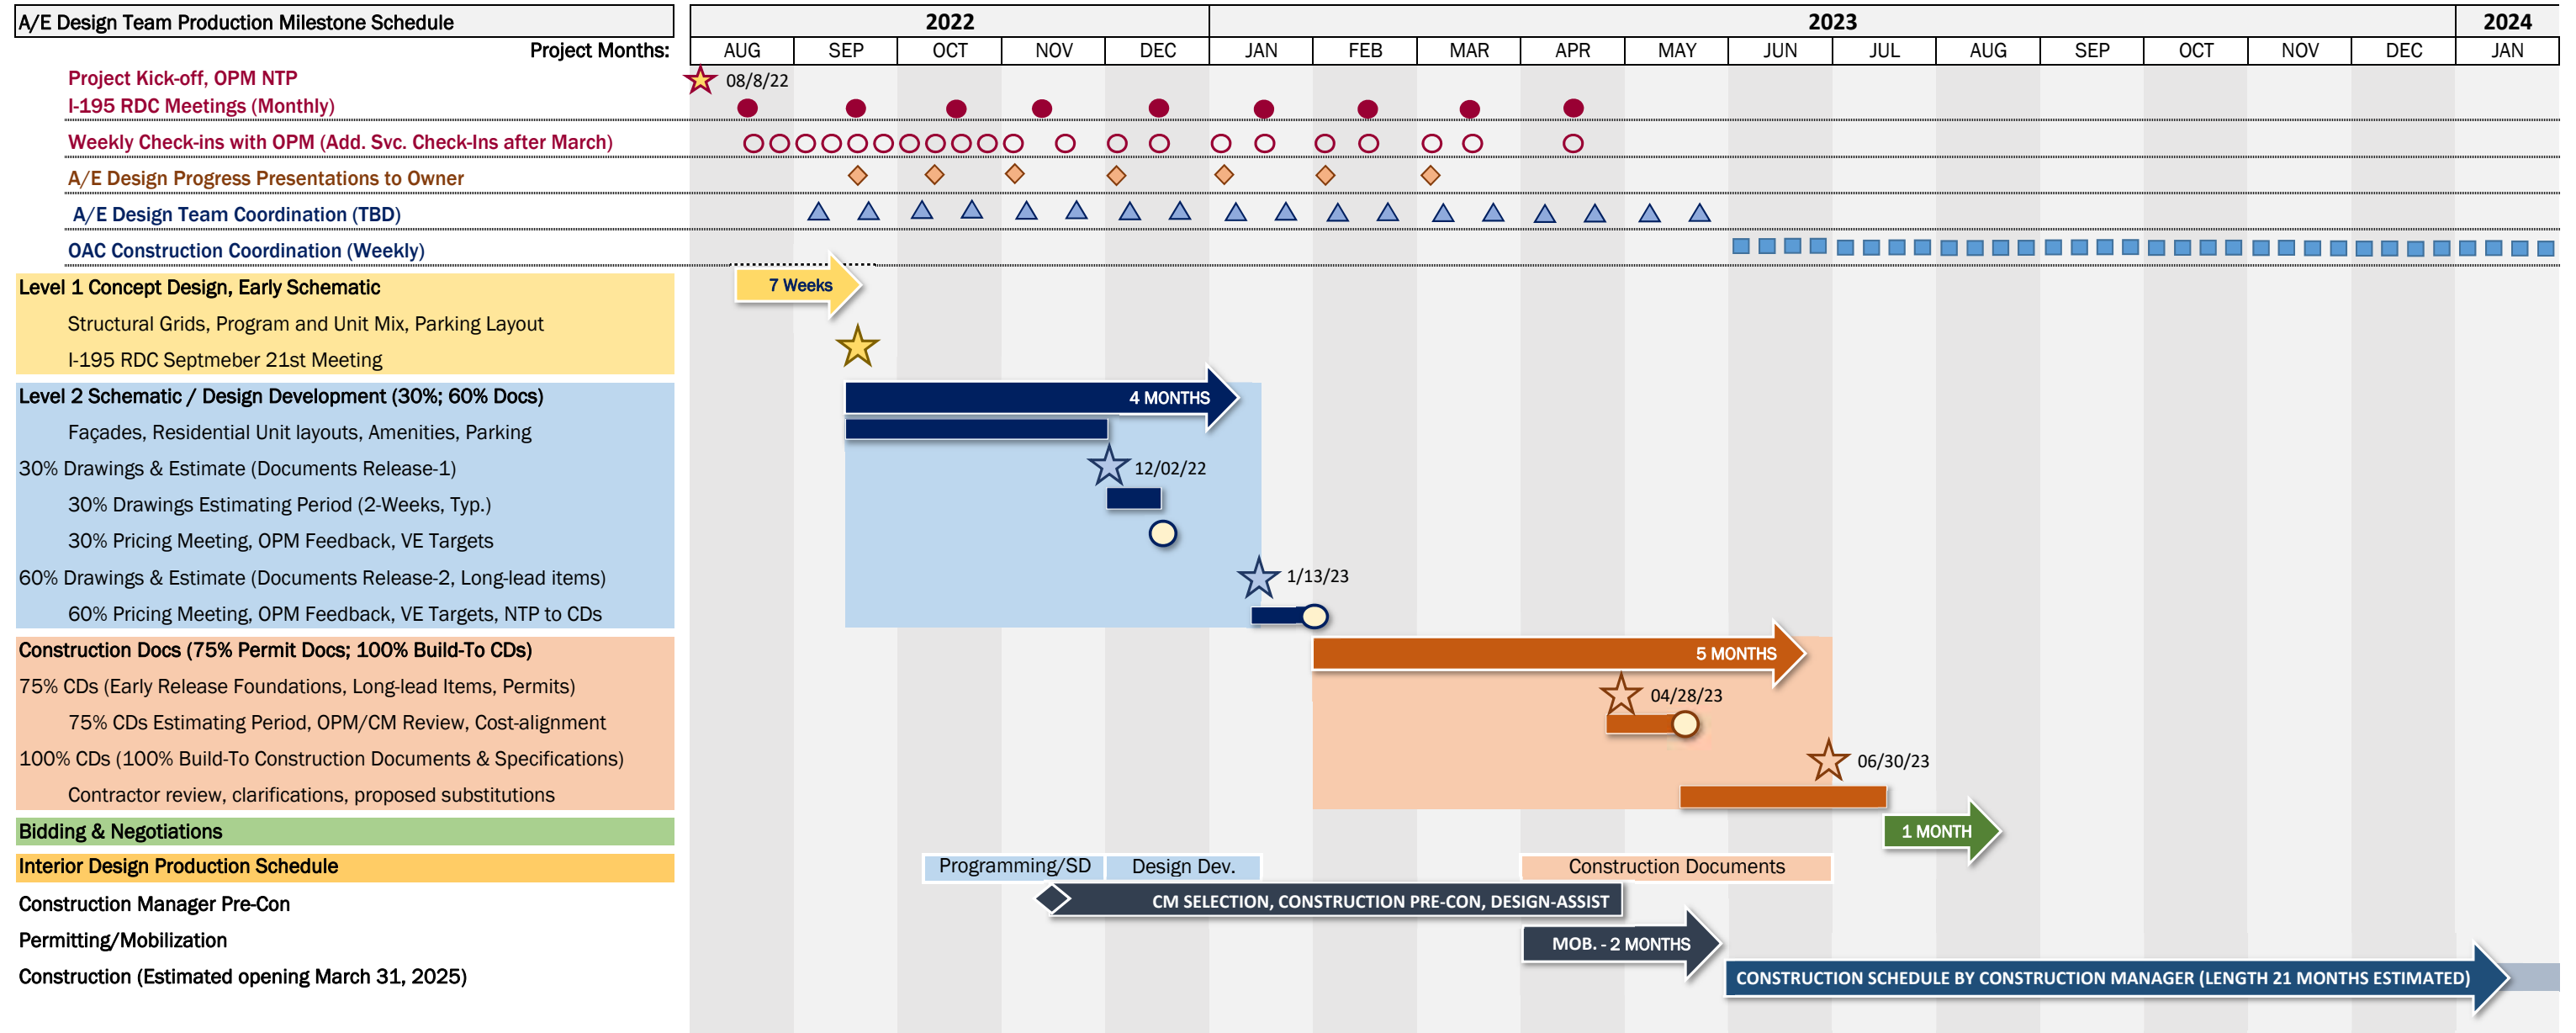 A/E Design Team Production Milestone Schedule
2022
2023
2024
Project Months:
AUG
SEP
OCT
NOV
DEC
JAN
FEB
MAR
APR
MAY
JUN
JUL
AUG
SEP
OCT
NOV
DEC
JAN
Project Kick-off, OPM NTP
08/8/22
I-195 RDC Meetings (Monthly)
Weekly Check-ins with OPM (Add. Svc. Check-Ins after March)
A/E Design Progress Presentations to Owner
A/E Design Team Coordination (TBD)
OAC Construction Coordination (Weekly)
Level 1 Concept Design, Early Schematic
7 Weeks
Structural Grids, Program and Unit Mix, Parking Layout
I-195 RDC Septmeber 21st Meeting
Level 2 Schematic / Design Development (30%; 60% Docs)
4 MONTHS
Façades, Residential Unit layouts, Amenities, Parking
30% Drawings & Estimate (Documents Release-1)
12/02/22
30% Drawings Estimating Period (2-Weeks, Typ.)
30% Pricing Meeting, OPM Feedback, VE Targets
60% Drawings & Estimate (Documents Release-2, Long-lead items)
1/13/23
60% Pricing Meeting, OPM Feedback, VE Targets, NTP to CDs
Construction Docs (75% Permit Docs; 100% Build-To CDs)
5 MONTHS
75% CDs (Early Release Foundations, Long-lead Items, Permits)
04/28/23
75% CDs Estimating Period, OPM/CM Review, Cost-alignment
100% CDs (100% Build-To Construction Documents & Specifications)
06/30/23
Contractor review, clarifications, proposed substitutions
Bidding & Negotiations
1 MONTH
Interior Design Production Schedule
Programming/SD
Design Dev.
Construction Documents
Construction Manager Pre-Con
CM SELECTION, CONSTRUCTION PRE-CON, DESIGN-ASSIST
Permitting/Mobilization
MOB. - 2 MONTHS
Construction (Estimated opening March 31, 2025)
CONSTRUCTION SCHEDULE BY CONSTRUCTION MANAGER (LENGTH 21 MONTHS ESTIMATED)